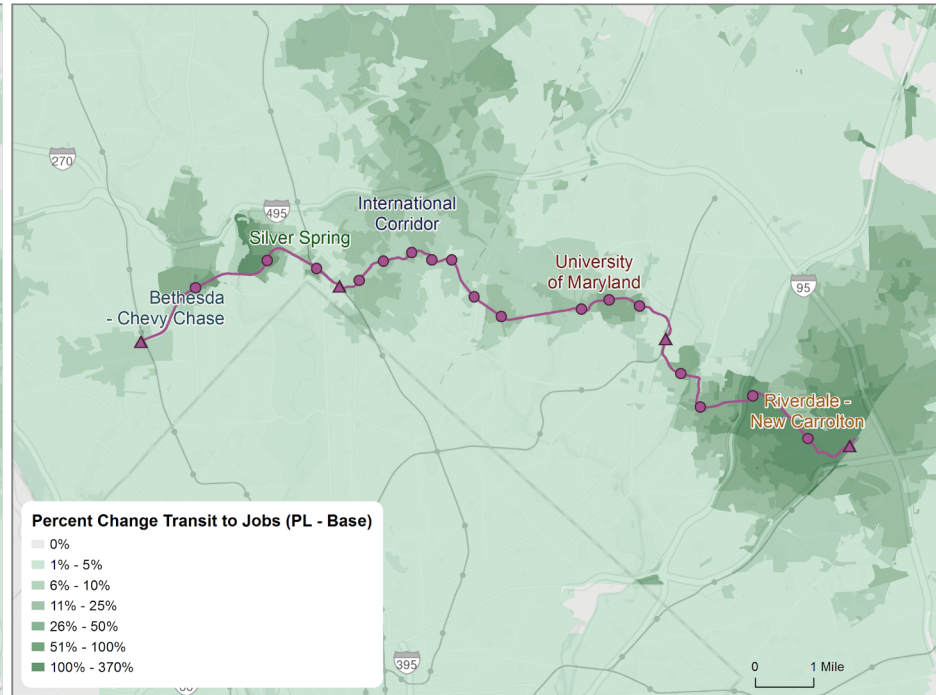 270
495
International
Corridor
Silver Spring
University
of Maryland
95
Bethesda
- Chevy Chase
Riverdale -
New Carrolton
Percent Change Transit to Jobs (PL - Base)
0%
1% - 5%
6% - 10%
11% - 25%
26% - 50%
51% - 100%
100% - 370%
395
0 1 Mile